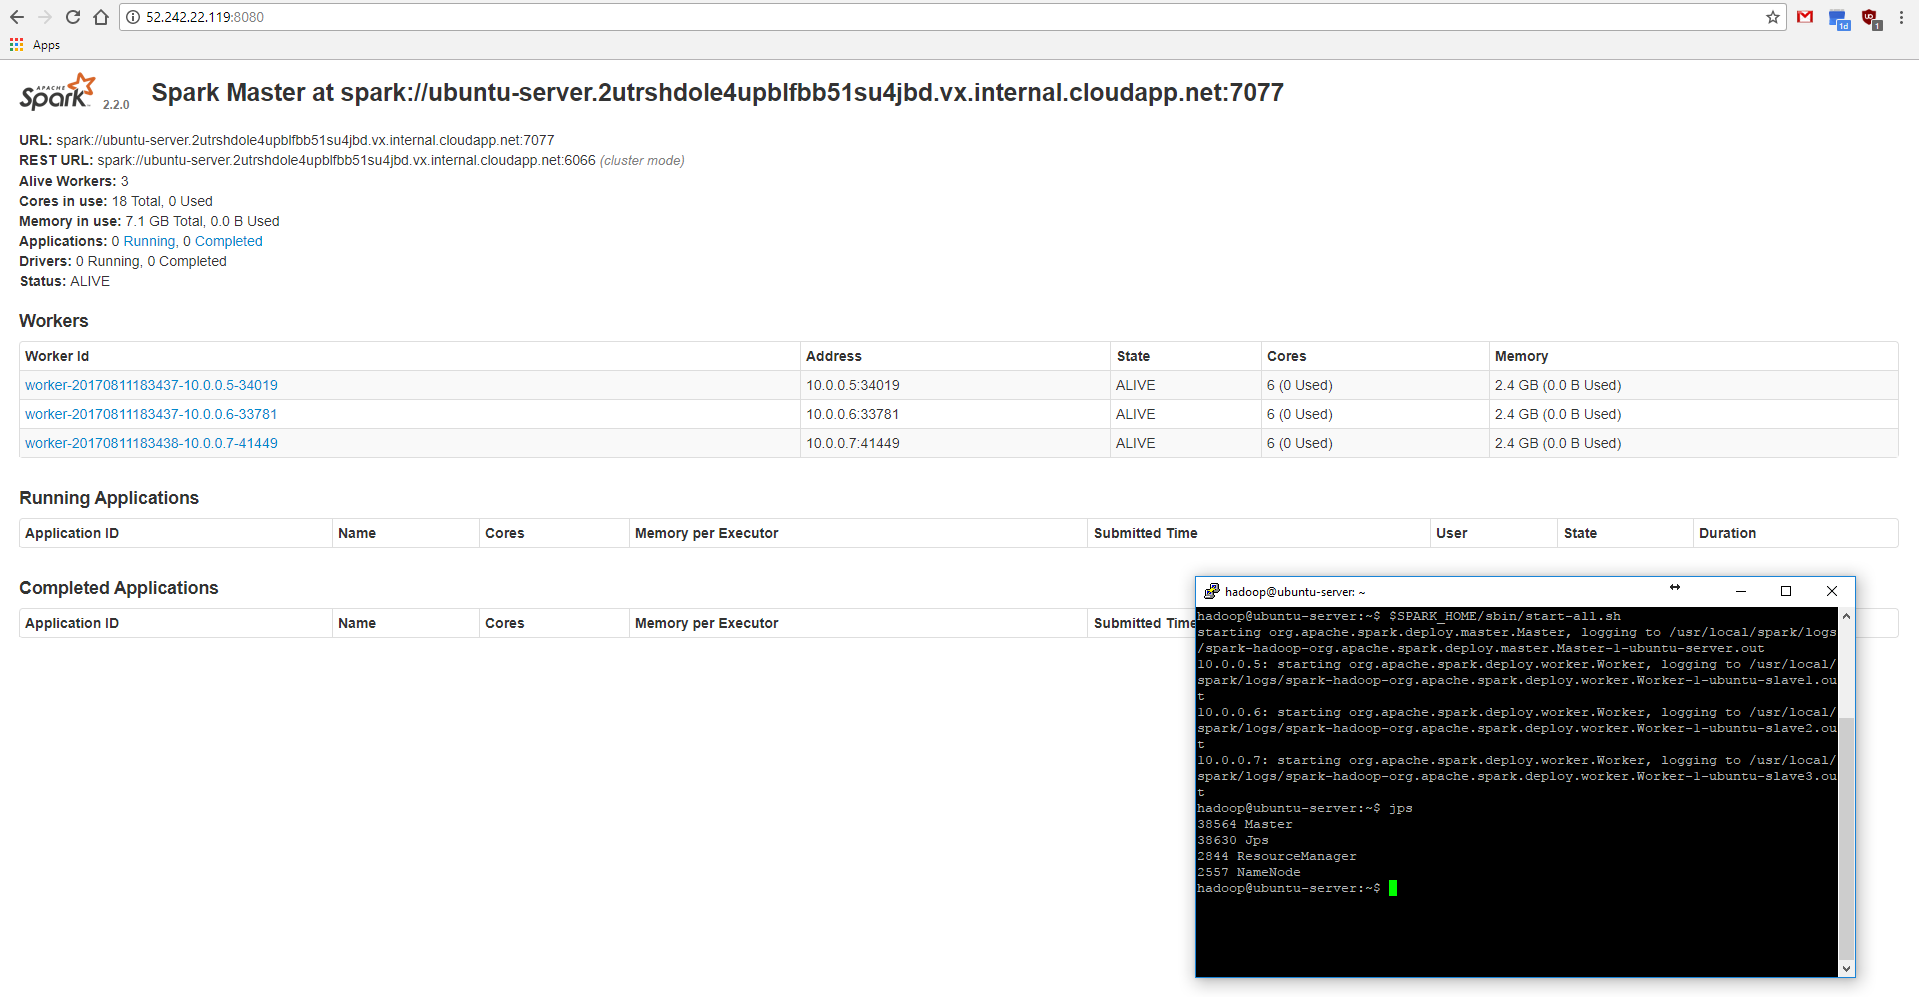 52.242.22.119:8080
1d
1
Apps
APACHE Spark 2.2.0 Spark Master at spark://ubuntu-server.2utrshdole4upblfbb51su4jbd.vx.internal.cloudapp.net:7077
URL: spark://ubuntu-server.2utrshdole4upblfbb51su4jbd.vx.internal.cloudapp.net:7077
REST URL: spark://ubuntu-server.2utrshdole4upblfbb51su4jbd.vx.internal.cloudapp.net:6066 (cluster mode)
Alive Workers: 3
Cores in use: 18 Total, 0 Used
Memory in use: 7.1 GB Total, 0.0 B Used
Applications: 0 Running, 0 Completed
Drivers: 0 Running, 0 Completed
Status: ALIVE
Workers
Worker Id Address State Cores Memory
worker-20170811183437-10.0.0.5-34019 10.0.0.5:34019 ALIVE 6 (0 Used) 2.4 GB (0.0 B Used)
worker-20170811183437-10.0.0.6-33781 10.0.0.6:33781 ALIVE 6 (0 Used) 2.4 GB (0.0 B Used)
worker-20170811183438-10.0.0.7-41449 10.0.0.7:41449 ALIVE 6 (0 Used) 2.4 GB (0.0 B Used)
Running Applications
Application ID Name Cores Memory per Executor Submitted Time User State Duration
Completed Applications
Application ID Name Cores Memory per Executor Submitted Time
hadoop@ubuntu-server: ~
hadoop@ubuntu-server:~$ $SPARK_HOME/sbin/start-all.sh
starting org.apache.spark.deploy.master.Master, logging to /usr/local/spark/logs
/spark-hadoop-org.apache.spark.deploy.master.Master-1-ubuntu-server.out
10.0.0.5: starting org.apache.spark.deploy.worker.Worker, logging to /usr/local/
spark/logs/spark-hadoop-org.apache.spark.deploy.worker.Worker-1-ubuntu-slave1.ou
t
10.0.0.6: starting org.apache.spark.deploy.worker.Worker, logging to /usr/local/
spark/logs/spark-hadoop-org.apache.spark.deploy.worker.Worker-1-ubuntu-slave2.ou
t
10.0.0.7: starting org.apache.spark.deploy.worker.Worker, logging to /usr/local/
spark/logs/spark-hadoop-org.apache.spark.deploy.worker.Worker-1-ubuntu-slave3.ou
t
hadoop@ubuntu-server:~$ jps
38564 Master
38630 Jps
2844 ResourceManager
2557 NameNode
hadoop@ubuntu-server:~$